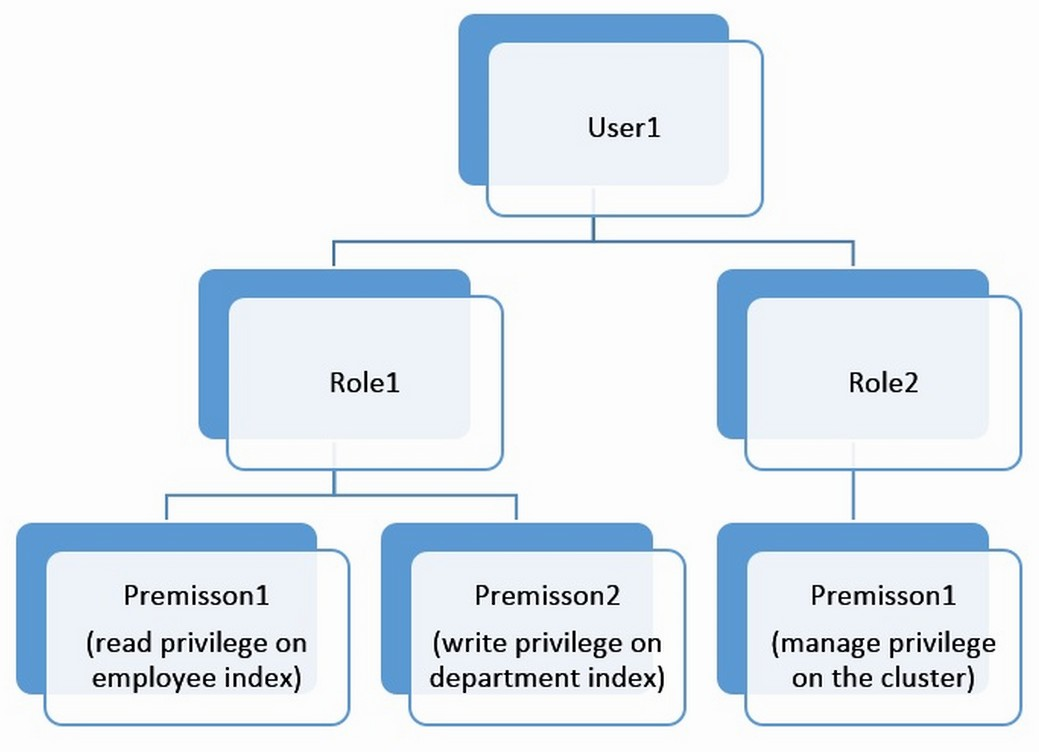 User1
Role1
Role2
Premisson1
(read privilege on
employee index)
Premisson2
(write privilege on
department index)
Premisson1
(manage privilege
on the cluster)